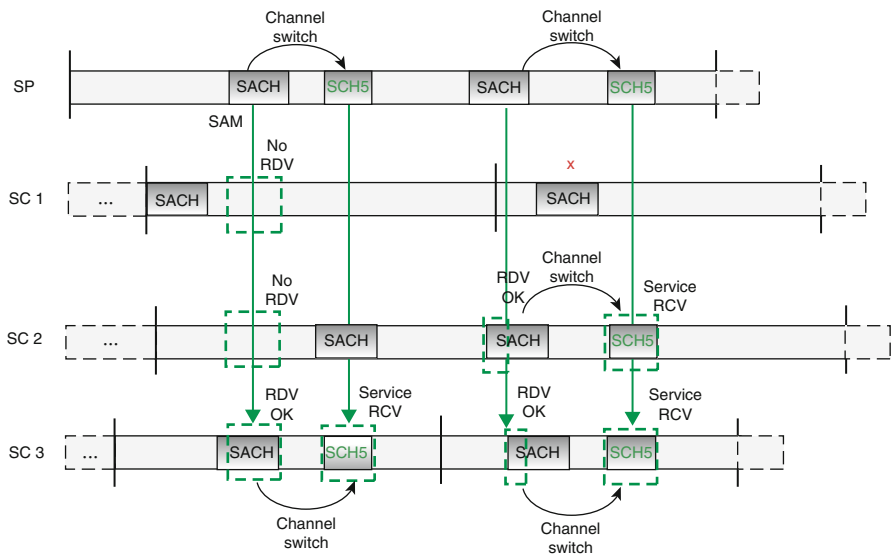 Channel
switch
Channel
switch
SP
SACH
SCH5
SACH
SCH5
SAM
No
RDV
x
SC 1
...
SACH
SACH
Channel
switch
No
RDV
RDV
OK
Service
RCV
SC 2
...
SACH
SACH
SCH5
RDV
OK
Service
RCV
RDV
OK
Service
RCV
SC 3
...
SACH
SCH5
SACH
SCH5
Channel
switch
Channel
switch